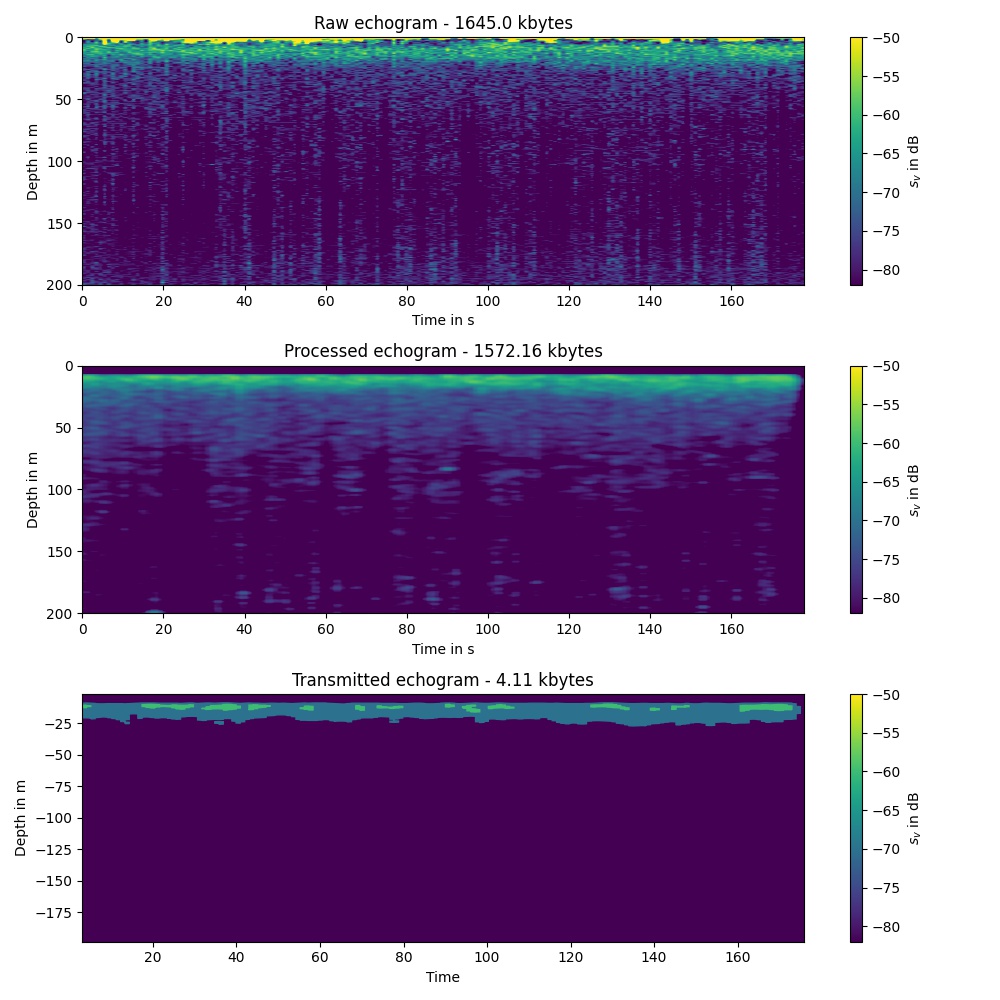 Raw echogram - 1645.0 kbytes
0
50
100
150
200
Depth in m
0 20 40 60 80 100 120 140 160
Time in s
−50
−55
−60
−65
−70
−75
−80
sv in dB
Processed echogram - 1572.16 kbytes
0
50
100
150
200
Depth in m
0 20 40 60 80 100 120 140 160
Time in s
−50
−55
−60
−65
−70
−75
−80
sv in dB
Transmitted echogram - 4.11 kbytes
−25
−50
−75
−100
−125
−150
−175
Depth in m
20 40 60 80 100 120 140 160
Time
−50
−55
−60
−65
−70
−75
−80
sv in dB